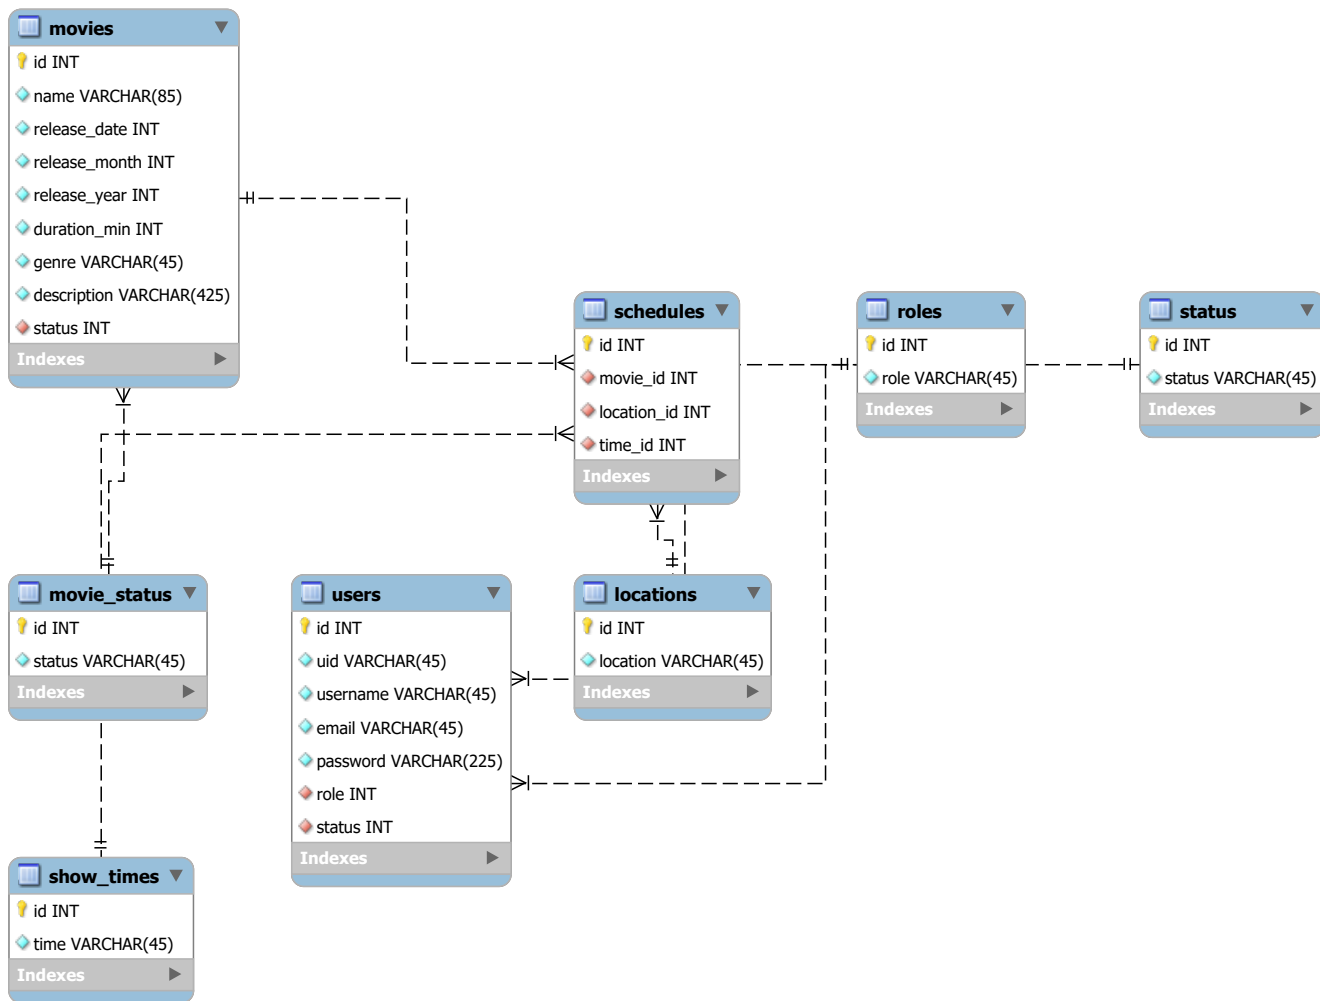 movies
id INT
name VARCHAR(85)
release_date INT
release_month INT
release_year INT
duration_min INT
genre VARCHAR(45)
description VARCHAR(425)
status INT
Indexes
schedules
id INT
movie_id INT
location_id INT
time_id INT
Indexes
roles
id INT
role VARCHAR(45)
Indexes
status
id INT
status VARCHAR(45)
Indexes
movie_status
id INT
status VARCHAR(45)
Indexes
users
id INT
uid VARCHAR(45)
username VARCHAR(45)
email VARCHAR(45)
password VARCHAR(225)
role INT
status INT
Indexes
locations
id INT
location VARCHAR(45)
Indexes
show_times
id INT
time VARCHAR(45)
Indexes